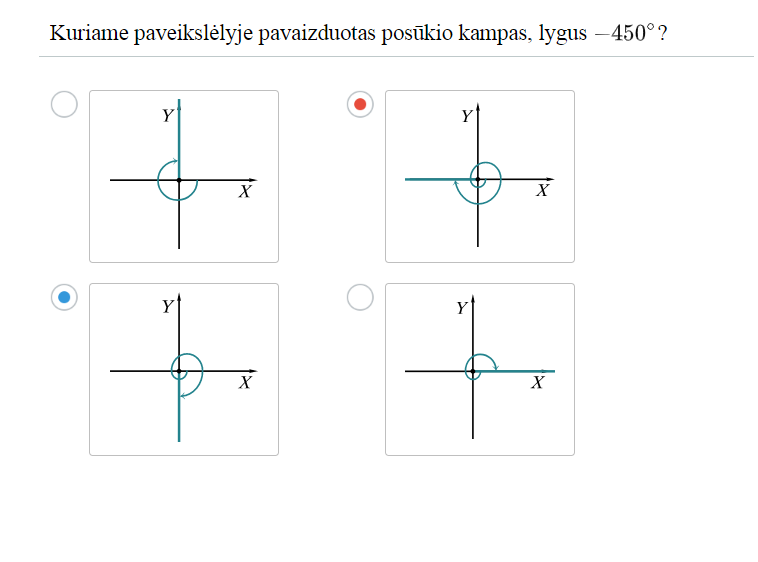 Kuriame paveikslėlyje pavaizduotas posūkio kampas, lygus −450°?
Y
X
Y
X
Y
X
Y
X